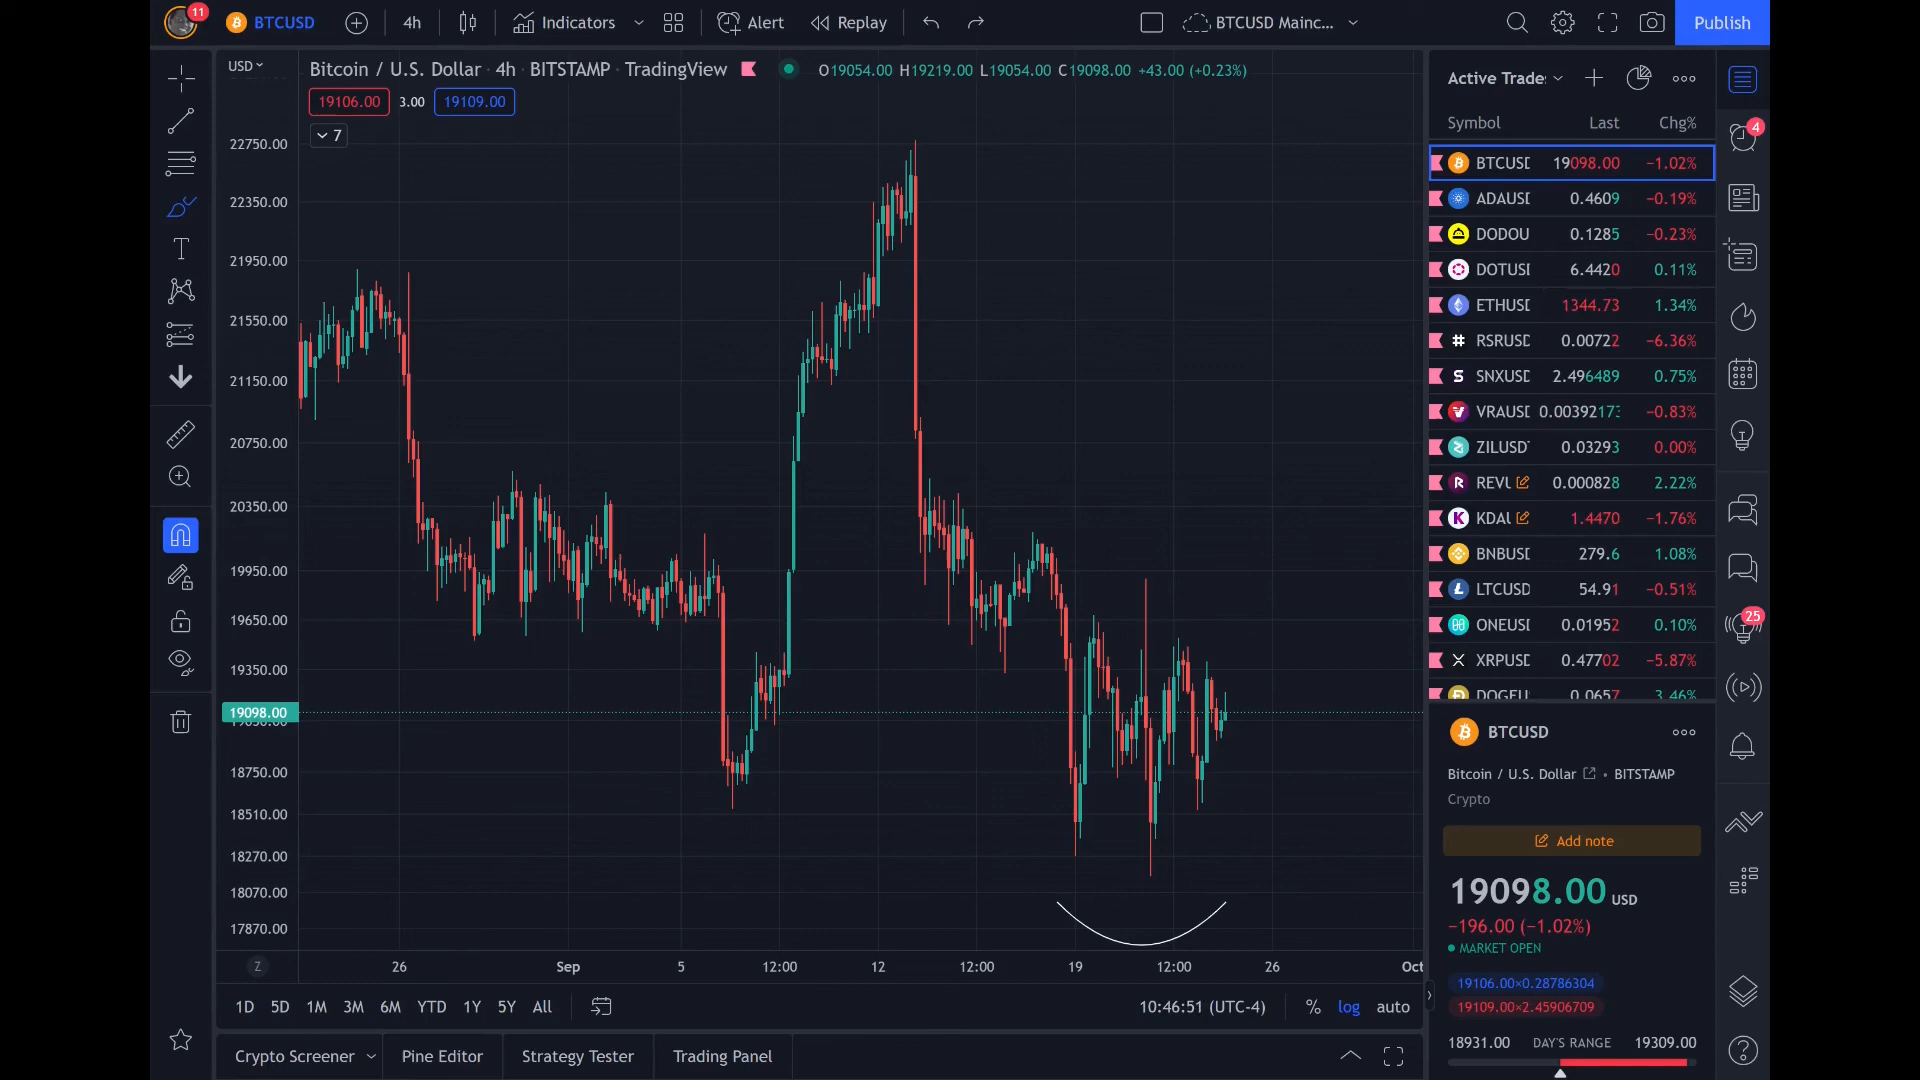 11
BTCUSD
4h
Indicators
Alert
Replay
BTCUSD Mainc...
Publish
USD
Bitcoin / U.S. Dollar · 4h · BITSTAMP · TradingView
O19054.00 H19219.00 L19054.00 C19098.00 +43.00 (+0.23%)
19106.00 3.00 19109.00
7
22750.00
22350.00
21950.00
21550.00
21150.00
20750.00
20350.00
19950.00
19650.00
19350.00
19098.00
18750.00
18510.00
18270.00
18070.00
17870.00
Z
26 Sep 5 12:00 12 12:00 19 12:00 26 Oct
1D 5D 1M 3M 6M YTD 1Y 5Y All
10:46:51 (UTC-4) % log auto
Crypto Screener Pine Editor Strategy Tester Trading Panel
Active Trade
Symbol Last Chg%
BTCUSD 19098.00 −1.02%
ADAUSD 0.4609 −0.19%
DODOU 0.1285 −0.23%
DOTUSD 6.4420 0.11%
ETHUSD 1344.73 1.34%
RSRUSD 0.00722 −6.36%
SNXUSD 2.496489 0.75%
VRAUSD 0.00392173 −0.83%
ZILUSD 0.03293 0.00%
REVU 0.000828 2.22%
KDAU 1.4470 −1.76%
BNBUSD 279.6 1.08%
LTCUSD 54.91 −0.51%
ONEUSD 0.01952 0.10%
XRPUSD 0.47702 −5.87%
DOGEU 0.0657 3.46%
BTCUSD
Bitcoin / U.S. Dollar • BITSTAMP
Crypto
Add note
19098.00 USD
−196.00 (−1.02%)
MARKET OPEN
19106.00×0.28786304
19109.00×2.45906709
18931.00 DAY'S RANGE 19309.00
4
25